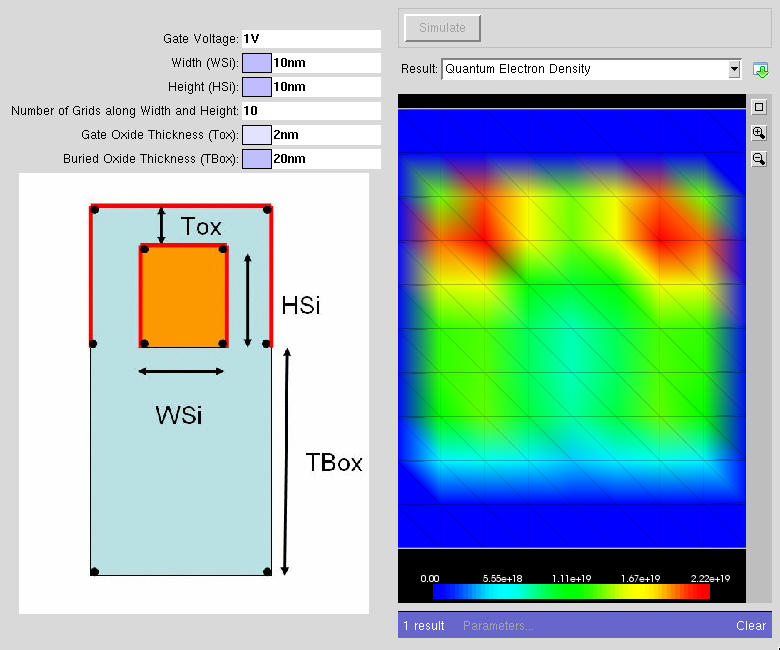 Gate Voltage: 1V
Width (WSi): 10nm
Height (HSi): 10nm
Number of Grids along Width and Height: 10
Gate Oxide Thickness (Tox): 2nm
Buried Oxide Thickness (TBox): 20nm
Tox
HSi
WSi
TBox
Simulate
Result: Quantum Electron Density
0.00 5.55e+18 1.11e+19 1.67e+19 2.22e+19
1 result Parameters... Clear